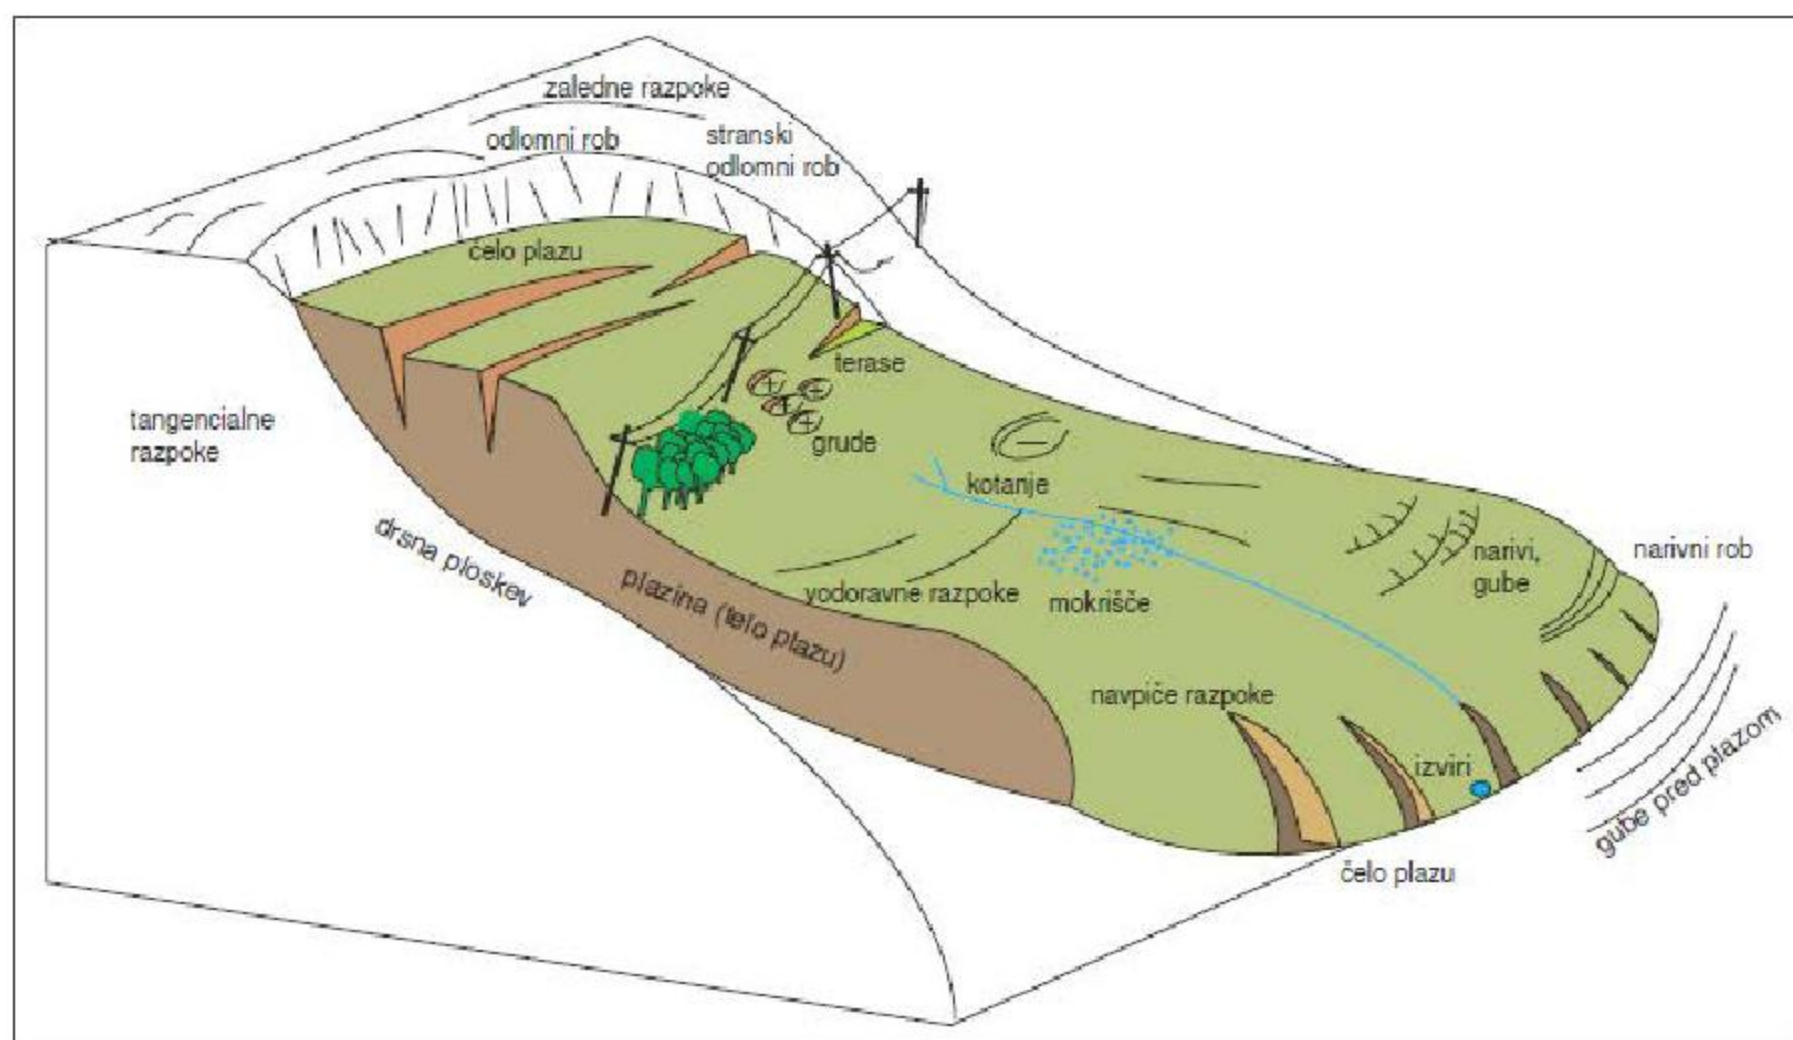 zaledne razpoke
odlomni rob
stranski
odlomni rob
čelo plazu
terase
tangencialne
razpoke
grude
kotanje
drsna ploskev
plazina (telo plazu)
vodoravne razpoke
mokrišče
narivi,
gube
narivni rob
navpiče razpoke
izviri
gube pred plazom
čelo plazu